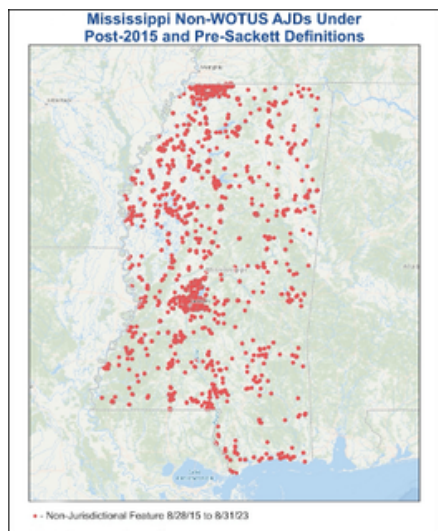 Mississippi Non-WOTUS AJDs Under
Post-2015 and Pre-Sackett Definitions
Mississippi
• - Non-Jurisdictional Feature 8/28/15 to 8/31/23